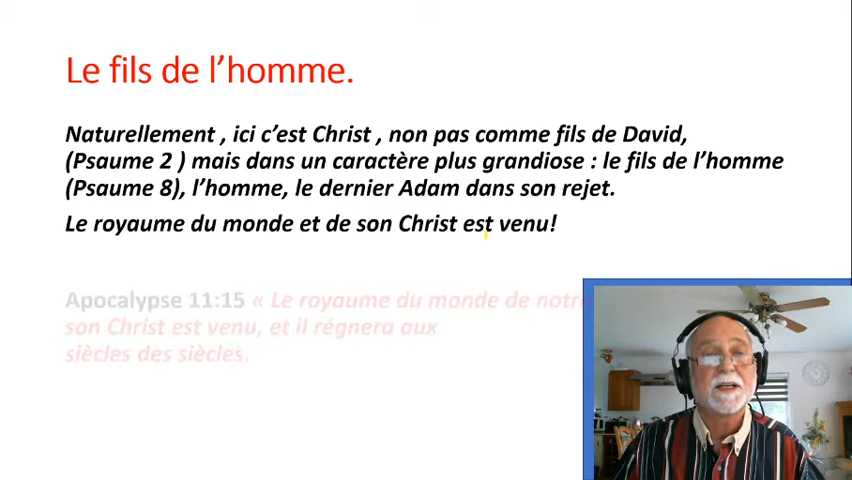 Le fils de l’homme.
Naturellement , ici c’est Christ , non pas comme fils de David,
(Psaume 2 ) mais dans un caractère plus grandiose : le fils de l’homme
(Psaume 8), l’homme, le dernier Adam dans son rejet.
Le royaume du monde et de son Christ est venu!
Apocalypse 11:15 « Le royaume du monde de notre
son Christ est venu, et il régnera aux
siècles des siècles.